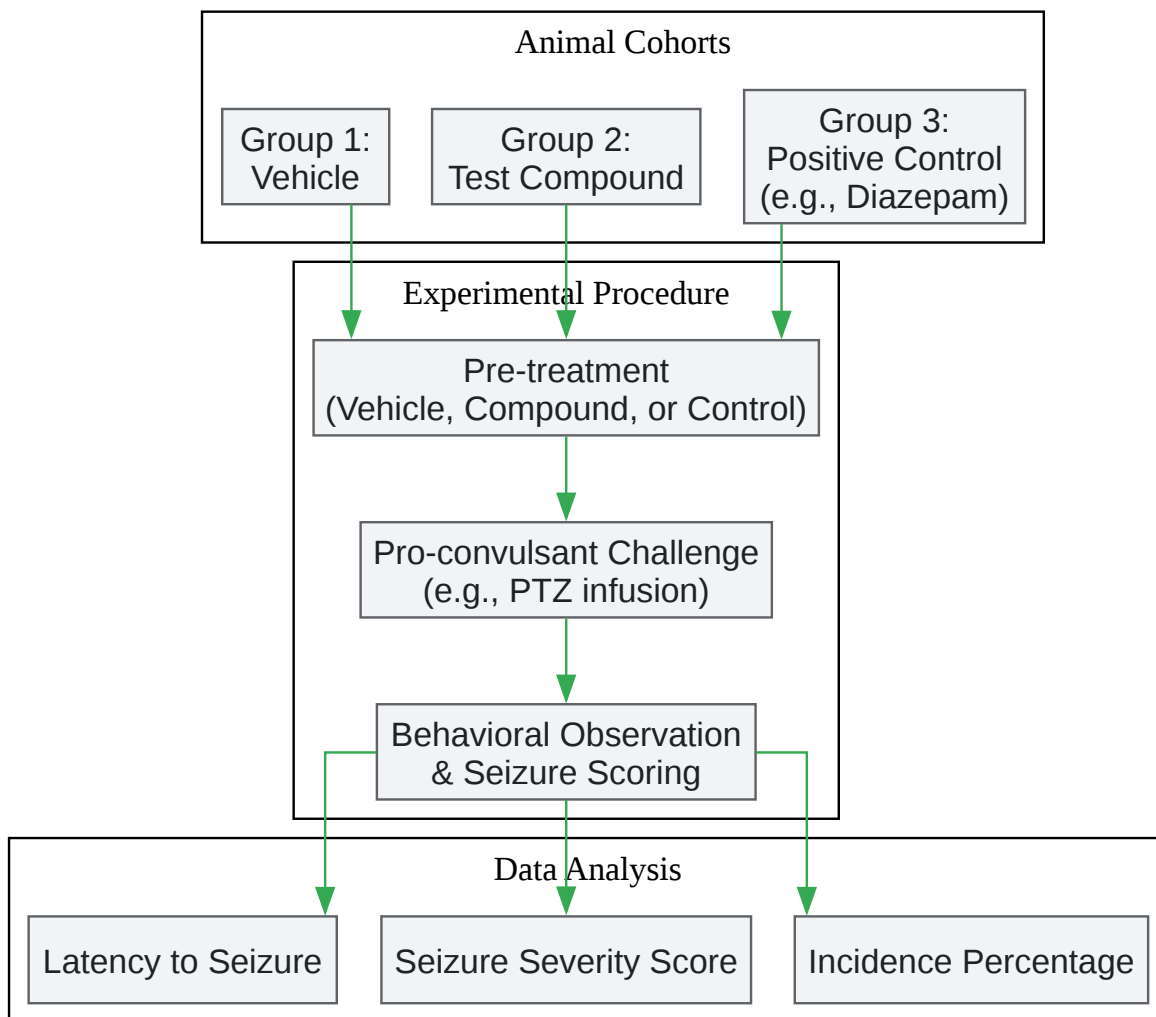 Animal Cohorts
Group 1:
Vehicle
Group 2:
Test Compound
Group 3:
Positive Control
(e.g., Diazepam)
Experimental Procedure
Pre-treatment
(Vehicle, Compound, or Control)
Pro-convulsant Challenge
(e.g., PTZ infusion)
Behavioral Observation
& Seizure Scoring
Data Analysis
Latency to Seizure
Seizure Severity Score
Incidence Percentage